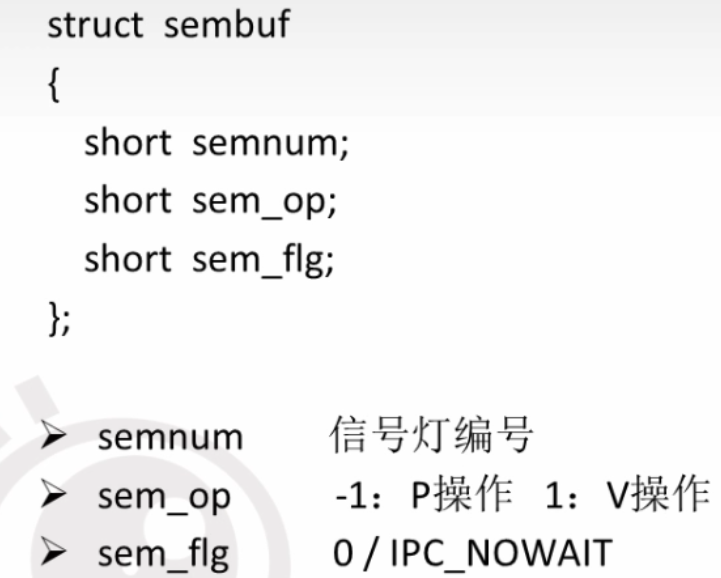 struct sembuf
{
short semnum;
short sem_op;
short sem_flg;
};
➢ semnum 信号灯编号
➢ sem_op -1：P操作 1：V操作
➢ sem_flg 0 / IPC_NOWAIT